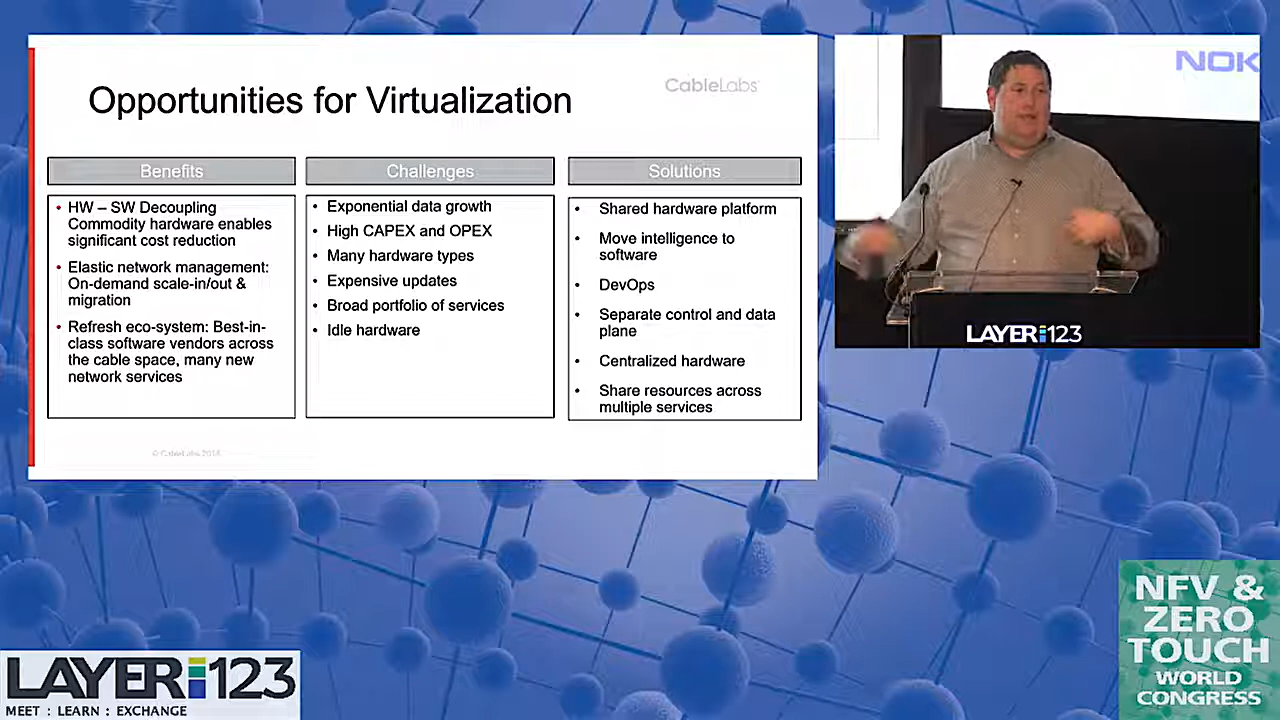 Opportunities for Virtualization
CableLabs
Benefits
• HW – SW Decoupling
Commodity hardware enables
significant cost reduction
• Elastic network management:
On-demand scale-in/out &
migration
• Refresh eco-system: Best-in-
class software vendors across
the cable space, many new
network services
Challenges
• Exponential data growth
• High CAPEX and OPEX
• Many hardware types
• Expensive updates
• Broad portfolio of services
• Idle hardware
Solutions
• Shared hardware platform
• Move intelligence to
software
• DevOps
• Separate control and data
plane
• Centralized hardware
• Share resources across
multiple services
© CableLabs
NOK
LAYER123
LAYER123
MEET : LEARN : EXCHANGE
NFV &
ZERO
TOUCH
WORLD
CONGRESS